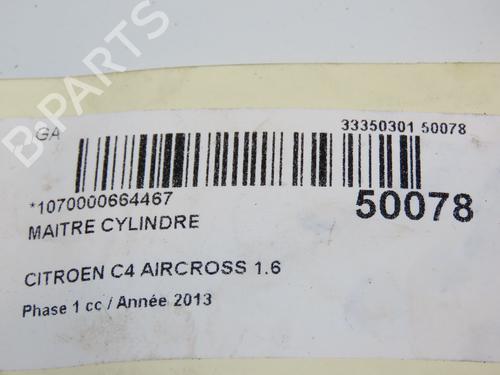 B-PARTS
GA
33350301 50078
*1070000664467
50078
MAITRE CYLINDRE
CITROEN C4 AIRCROSS 1.6
Phase 1 cc / Année 2013